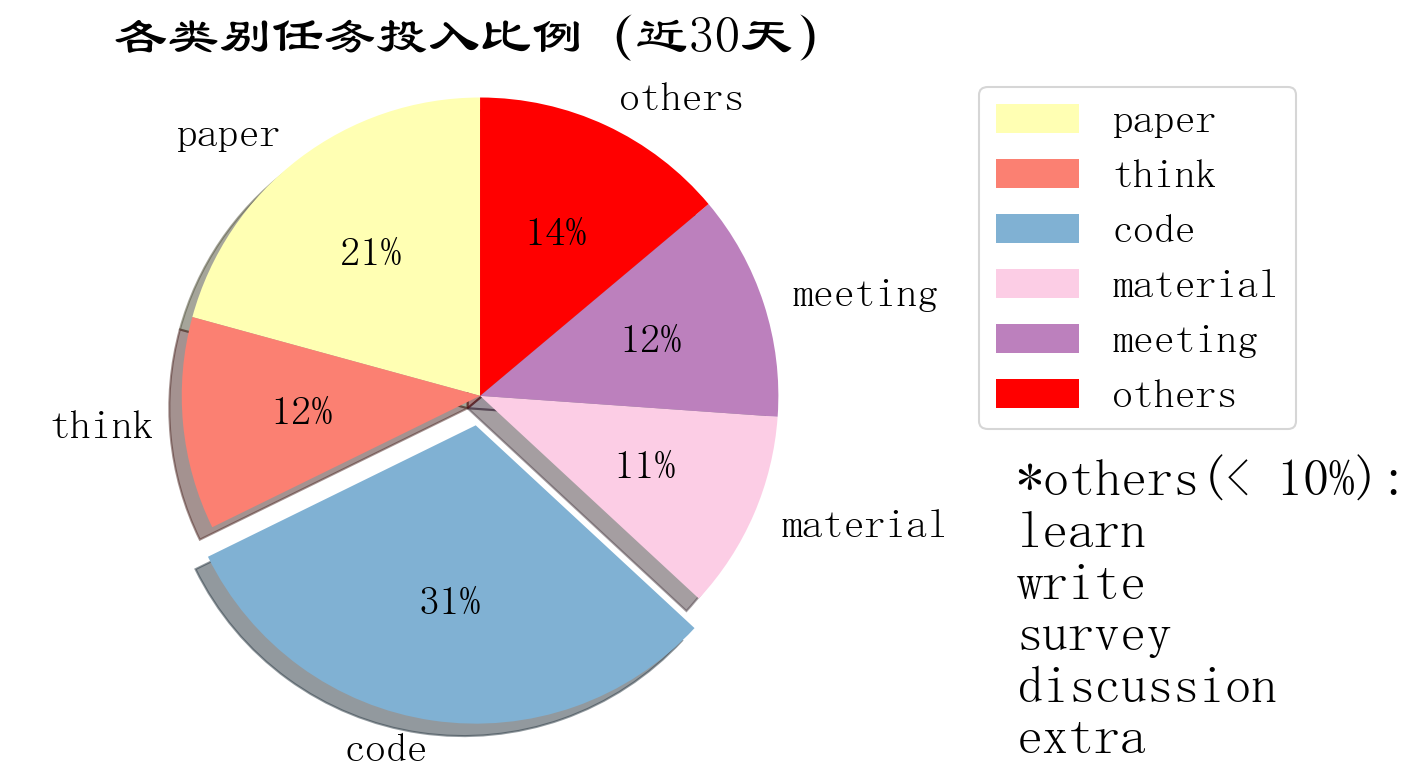 各类别任务投入比例 (近30天)
others
paper
21%
14%
meeting
12%
think
12%
11%
material
31%
code
paper
think
code
material
meeting
others
*others(< 10%):
learn
write
survey
discussion
extra